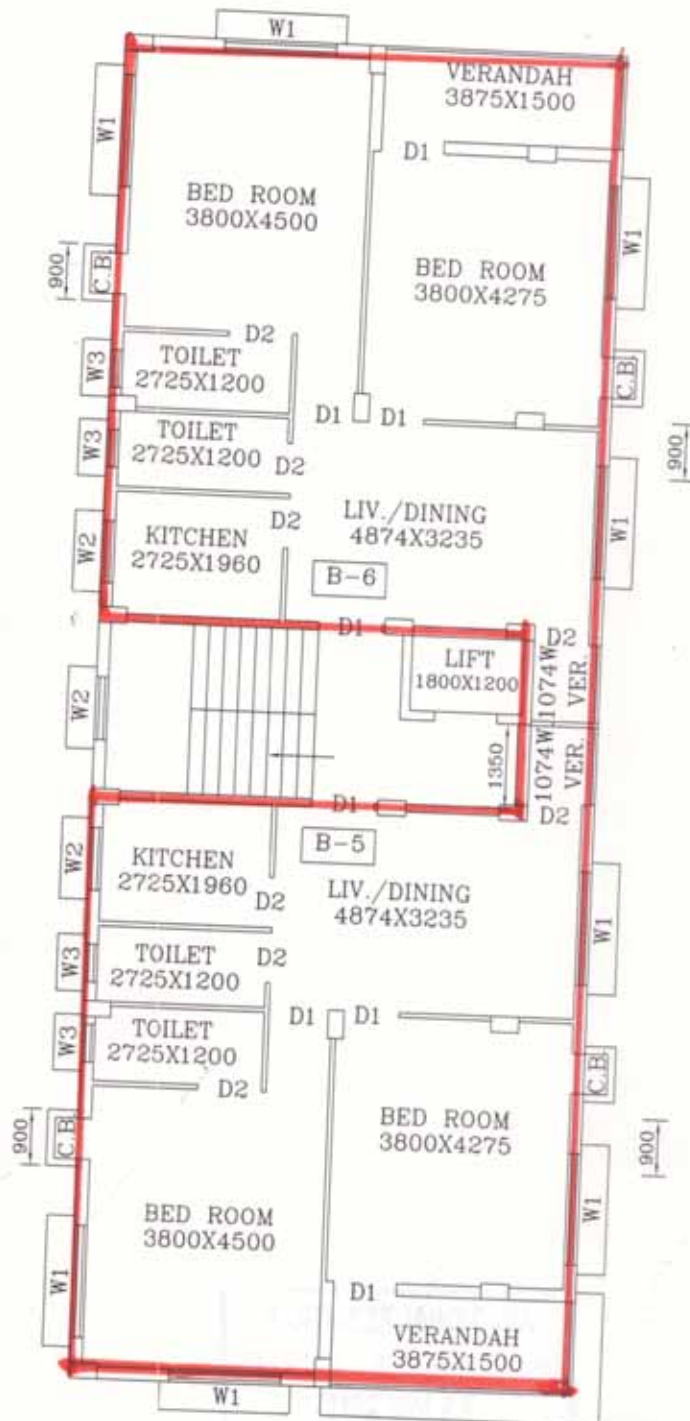 W1
VERANDAH
3875X1500
W1
D1
BED ROOM
3800X4500
W1
BED ROOM
3800X4275
900
C.B.
D2
TOILET
2725X1200
W3
C.B.
D1
D1
TOILET
2725X1200
W3
D2
900
LIV./DINING
4874X3235
W1
D2
KITCHEN
2725X1960
W2
B-6
D1
D2
LIFT
1800X1200
1074W
VER.
W2
1350
1074W
VER.
D1
D2
B-5
KITCHEN
2725X1960
W2
LIV./DINING
4874X3235
W1
D2
TOILET
2725X1200
W3
D2
D1
D1
TOILET
2725X1200
W3
D2
C.B.
BED ROOM
3800X4275
900
C.B.
900
BED ROOM
3800X4500
W1
W1
D1
VERANDAH
3875X1500
W1